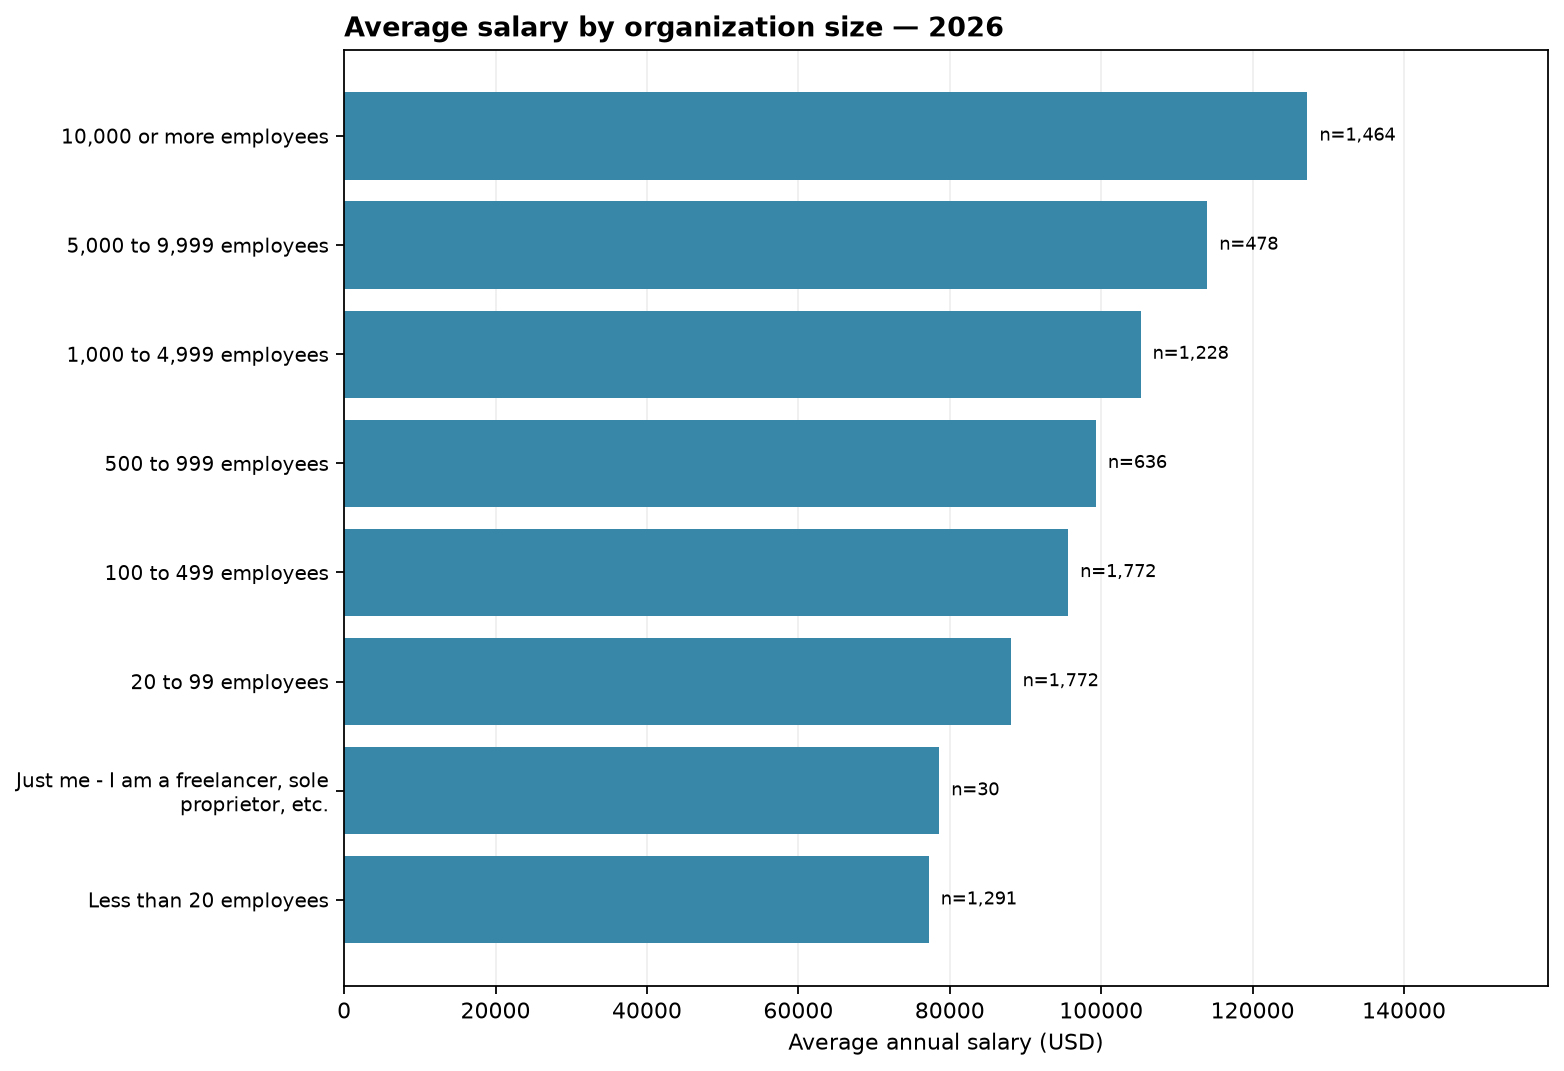 Average salary by organization size — 2026
10,000 or more employees
n=1,464
5,000 to 9,999 employees
n=478
1,000 to 4,999 employees
n=1,228
500 to 999 employees
n=636
100 to 499 employees
n=1,772
20 to 99 employees
n=1,772
Just me - I am a freelancer, sole
proprietor, etc.
n=30
Less than 20 employees
n=1,291
0 20000 40000 60000 80000 100000 120000 140000
Average annual salary (USD)